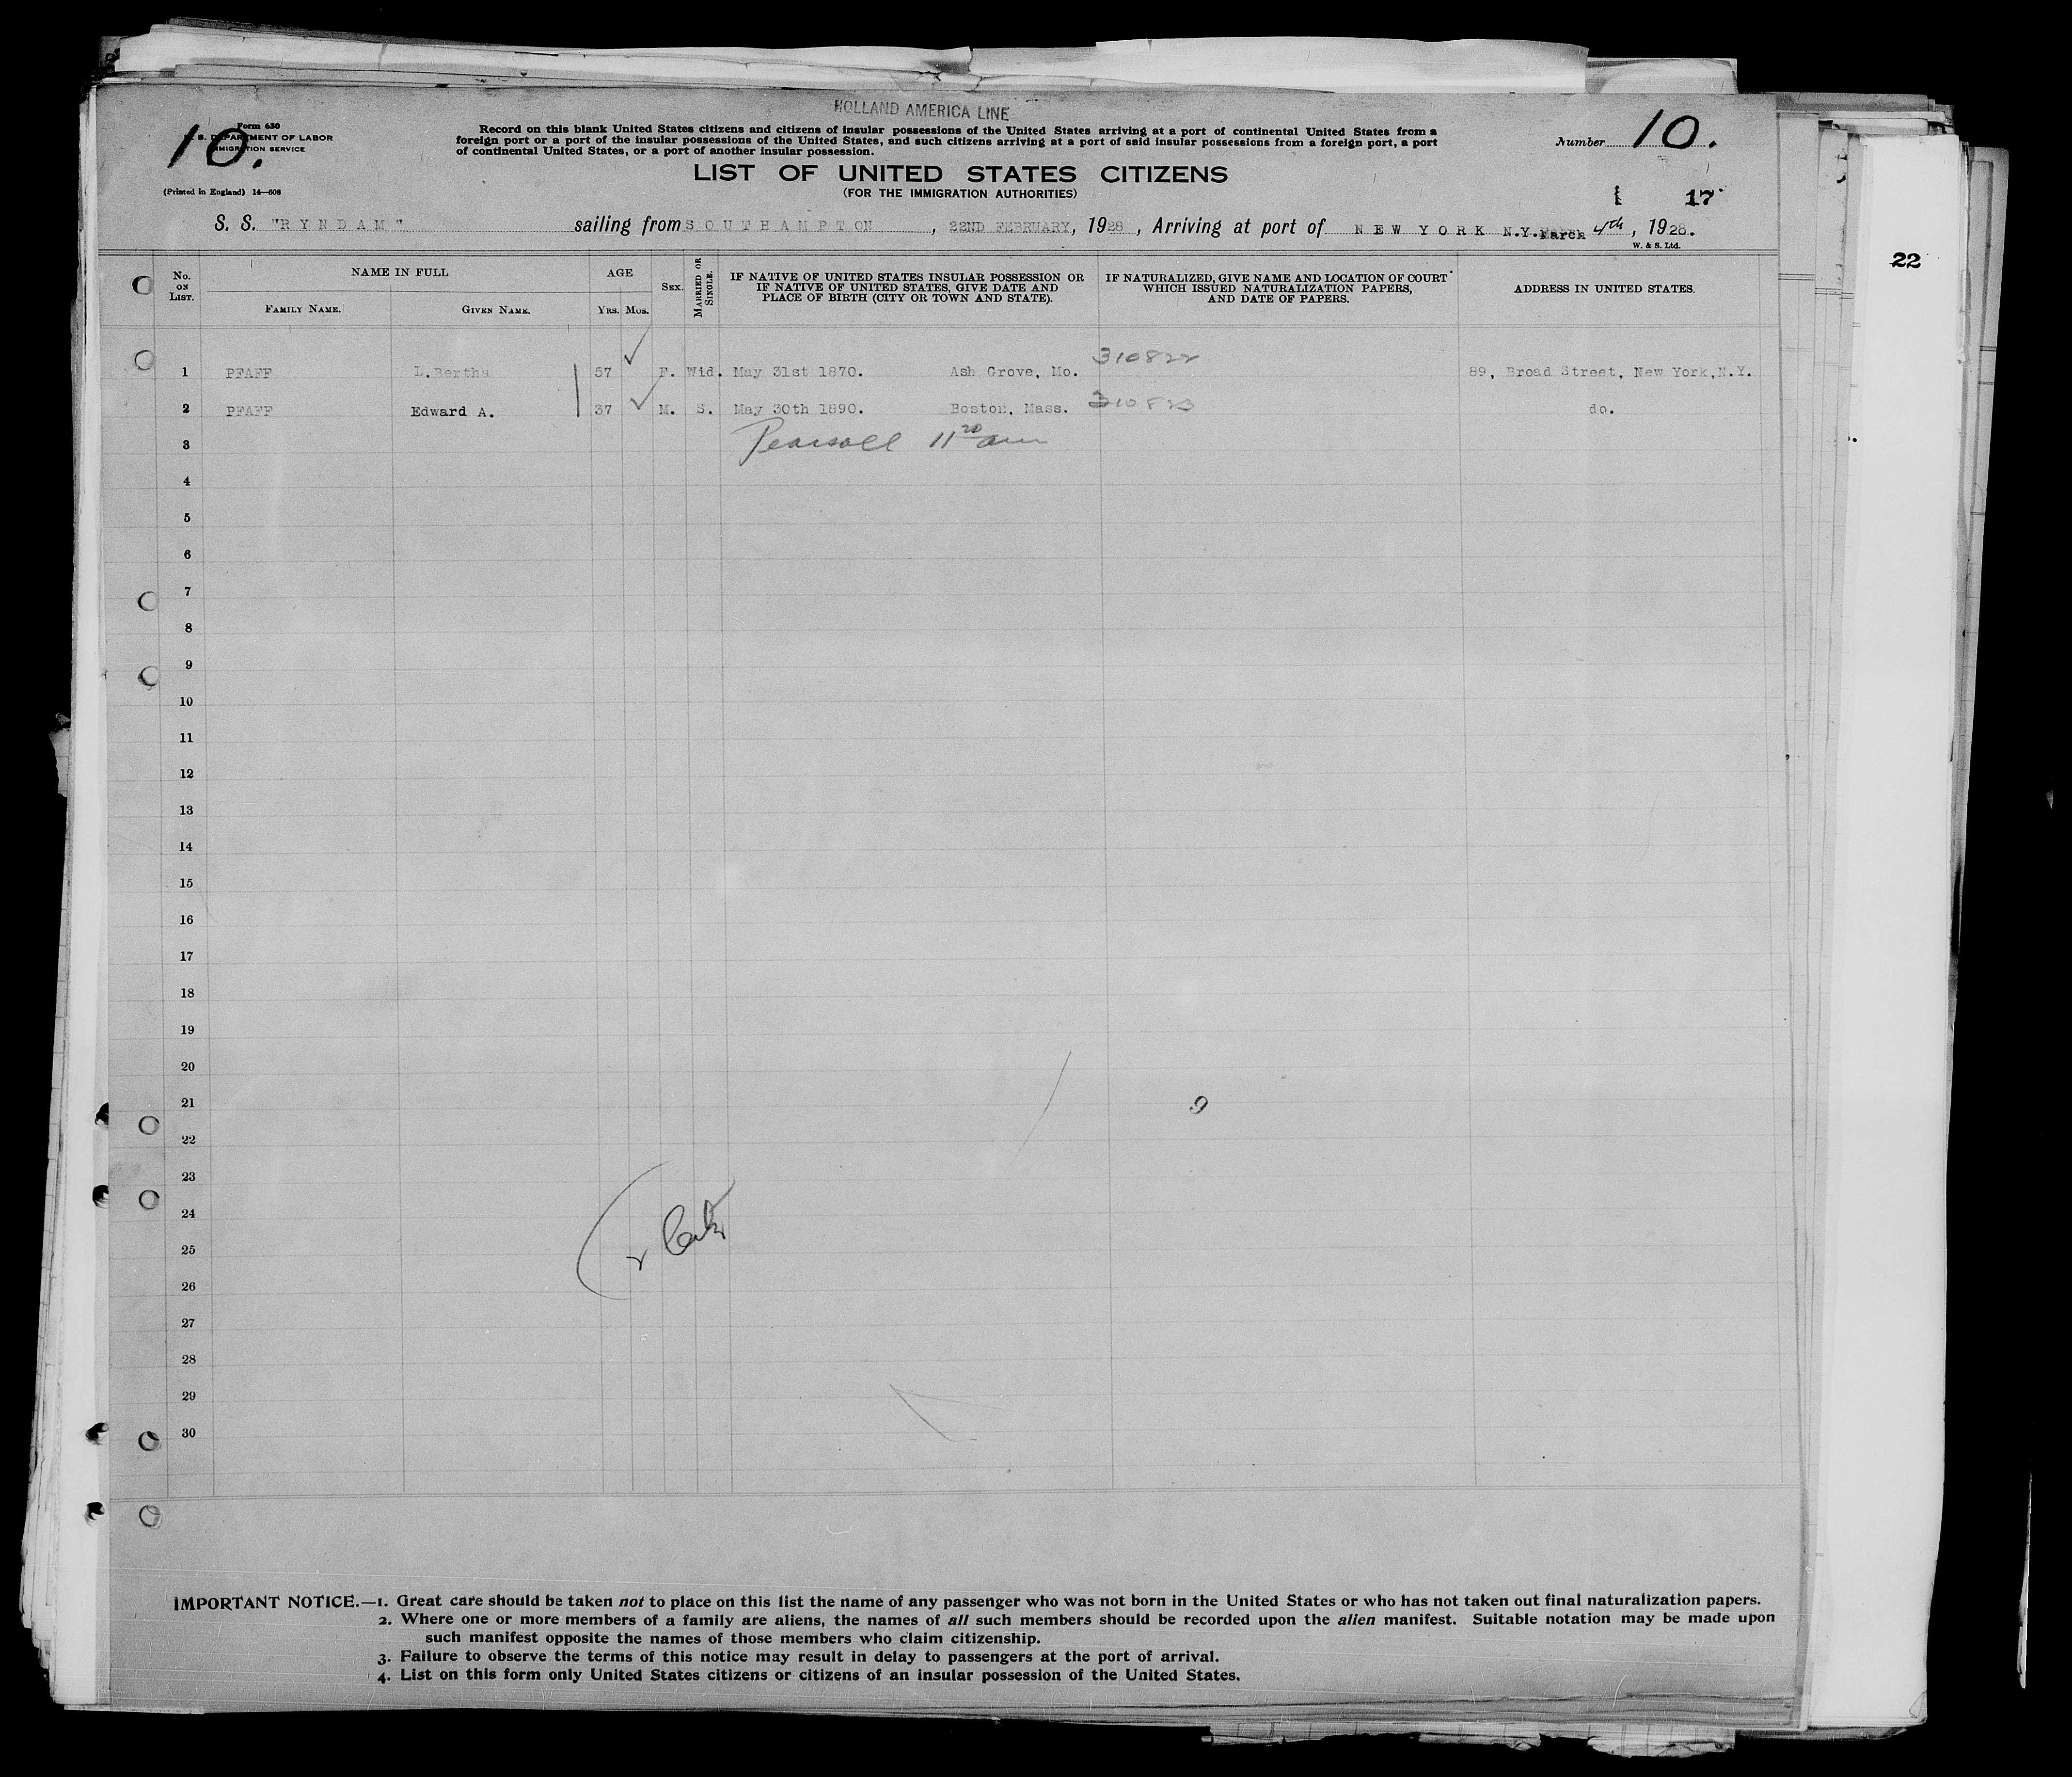 HOLLAND AMERICA LINE
Form 630
U. S. DEPARTMENT OF LABOR
IMMIGRATION SERVICE
10.
(Printed in England) 14—608
Record on this blank United States citizens and citizens of insular possessions of the United States arriving at a port of continental United States from a
foreign port or a port of the insular possessions of the United States, and such citizens arriving at a port of said insular possessions from a foreign port, a port
of continental United States, or a port of another insular possession.
Number 10.
LIST OF UNITED STATES CITIZENS
(FOR THE IMMIGRATION AUTHORITIES)
17
S. S. "RYNDAM" sailing from SOUTHAMPTON, 22ND FEBRUARY, 1928, Arriving at port of NEW YORK N.Y. March 4th, 1928.
W. & S. Ltd.
22
No. ON LIST.
NAME IN FULL
FAMILY NAME.
GIVEN NAME.
AGE
YRS. MOS.
SEX.
MARRIED OR SINGLE.
IF NATIVE OF UNITED STATES INSULAR POSSESSION OR
IF NATIVE OF UNITED STATES, GIVE DATE AND
PLACE OF BIRTH (CITY OR TOWN AND STATE).
IF NATURALIZED, GIVE NAME AND LOCATION OF COURT
WHICH ISSUED NATURALIZATION PAPERS,
AND DATE OF PAPERS.
ADDRESS IN UNITED STATES.
1 PFAFF L.Bertha 57 F. Wid. May 31st 1870. Ash Grove, Mo. 310822 89, Broad Street, New York,N.Y.
2 PFAFF Edward A. 37 M. S. May 30th 1890. Boston, Mass. 310823 do.
3 Pearsall 11 20 am
4
5
6
7
8
9
10
11
12
13
14
15
16
17
18
19
20
21 9
22
23
24
25
26
27
28
29
30
IMPORTANT NOTICE.—1. Great care should be taken not to place on this list the name of any passenger who was not born in the United States or who has not taken out final naturalization papers.
2. Where one or more members of a family are aliens, the names of all such members should be recorded upon the alien manifest. Suitable notation may be made upon
such manifest opposite the names of those members who claim citizenship.
3. Failure to observe the terms of this notice may result in delay to passengers at the port of arrival.
4. List on this form only United States citizens or citizens of an insular possession of the United States.